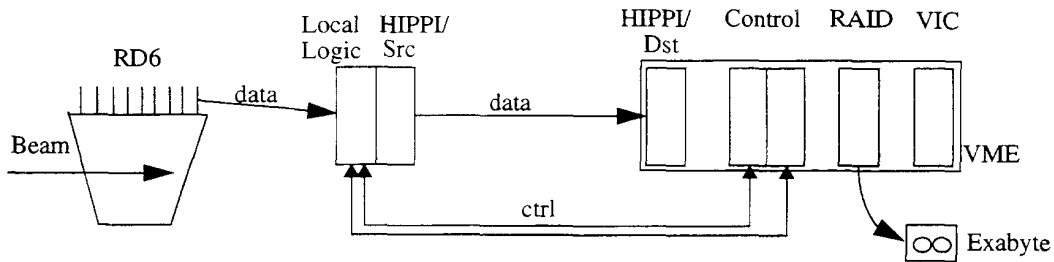 RD6
Local
Logic
HIPPI/
Src
HIPPI/
Dst
Control
RAID
VIC
data
data
Beam
VME
ctrl
Exabyte